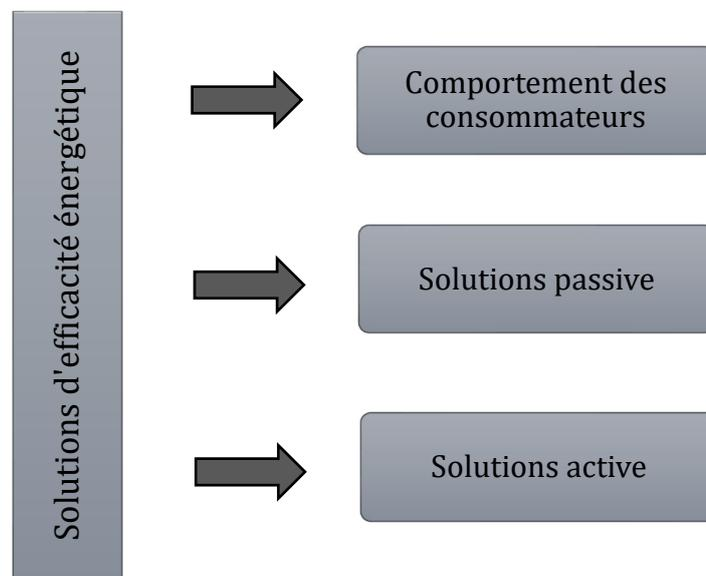 Solutions d'efficacité énergétique
Comportement des
consommateurs
Solutions passive
Solutions active